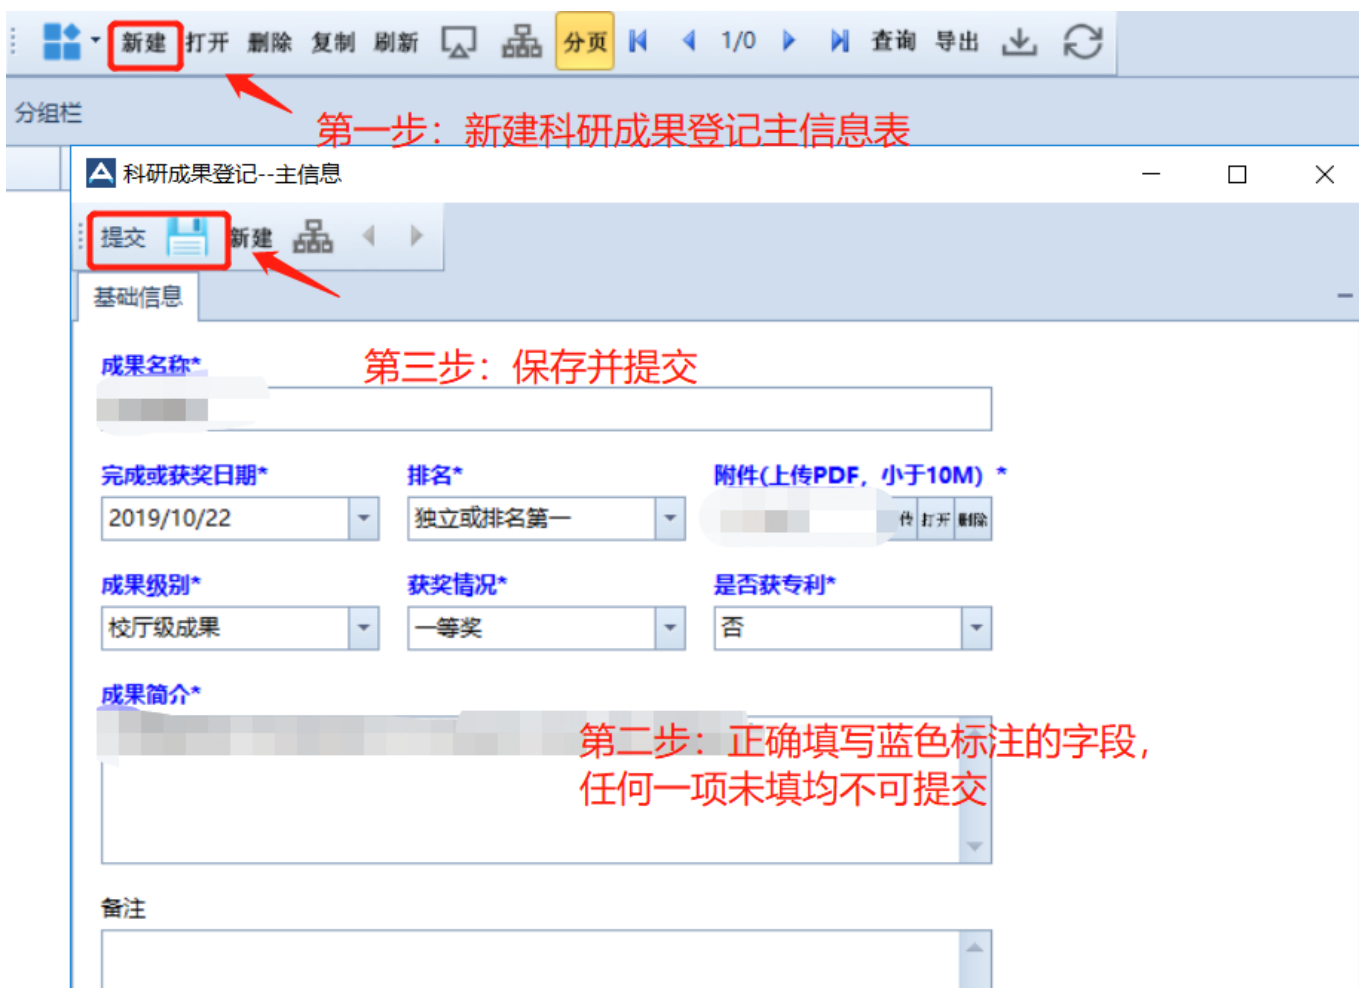 新建 打开 删除 复制 刷新 分页 1/0 查询 导出
分组栏
第一步：新建科研成果登记主信息表
科研成果登记--主信息
提交 新建
基础信息
成果名称*
第三步：保存并提交
完成或获奖日期* 排名* 附件(上传PDF，小于10M) *
2019/10/22 独立或排名第一 传 打开 删除
成果级别* 获奖情况* 是否获专利*
校厅级成果 一等奖 否
成果简介*
第二步：正确填写蓝色标注的字段，
任何一项未填均不可提交
备注